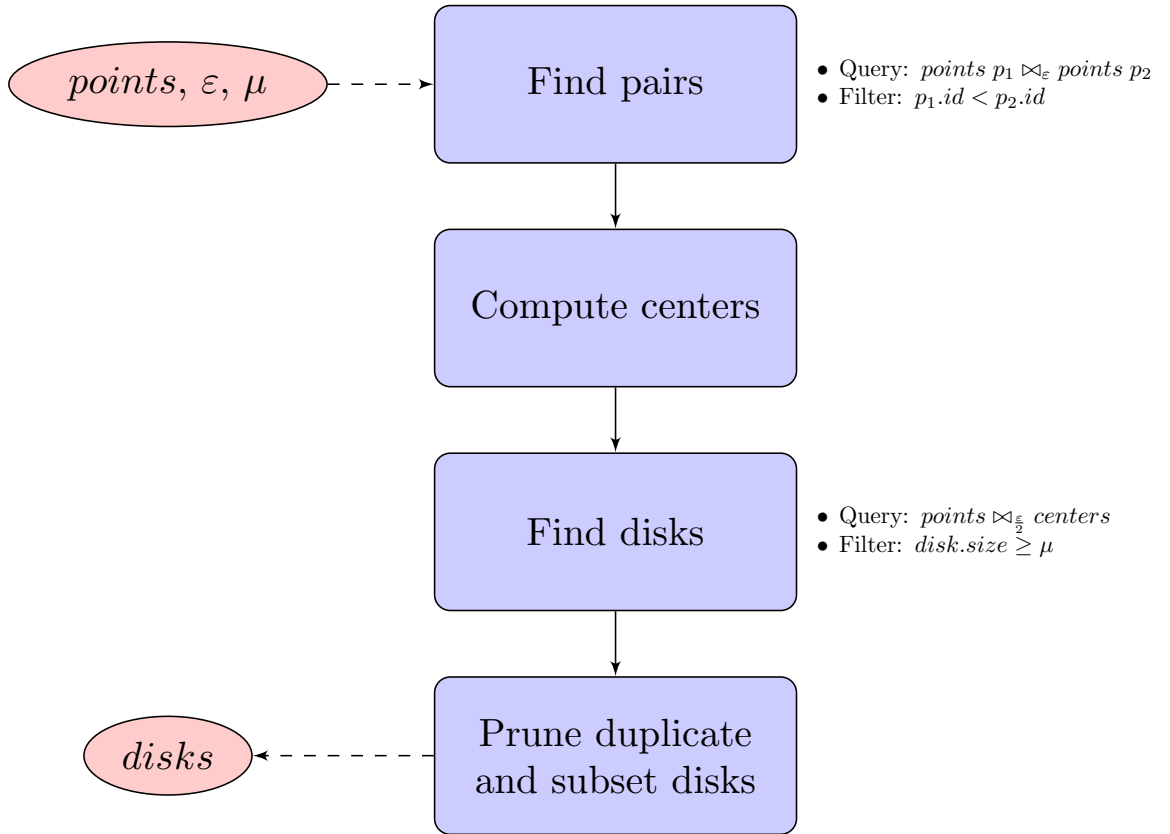 points, ε, μ
Find pairs
• Query: points p₁ ⋈_ε points p₂
• Filter: p₁.id < p₂.id
Compute centers
Find disks
• Query: points ⋈_{ε/2} centers
• Filter: disk.size ≥ μ
Prune duplicate
and subset disks
disks